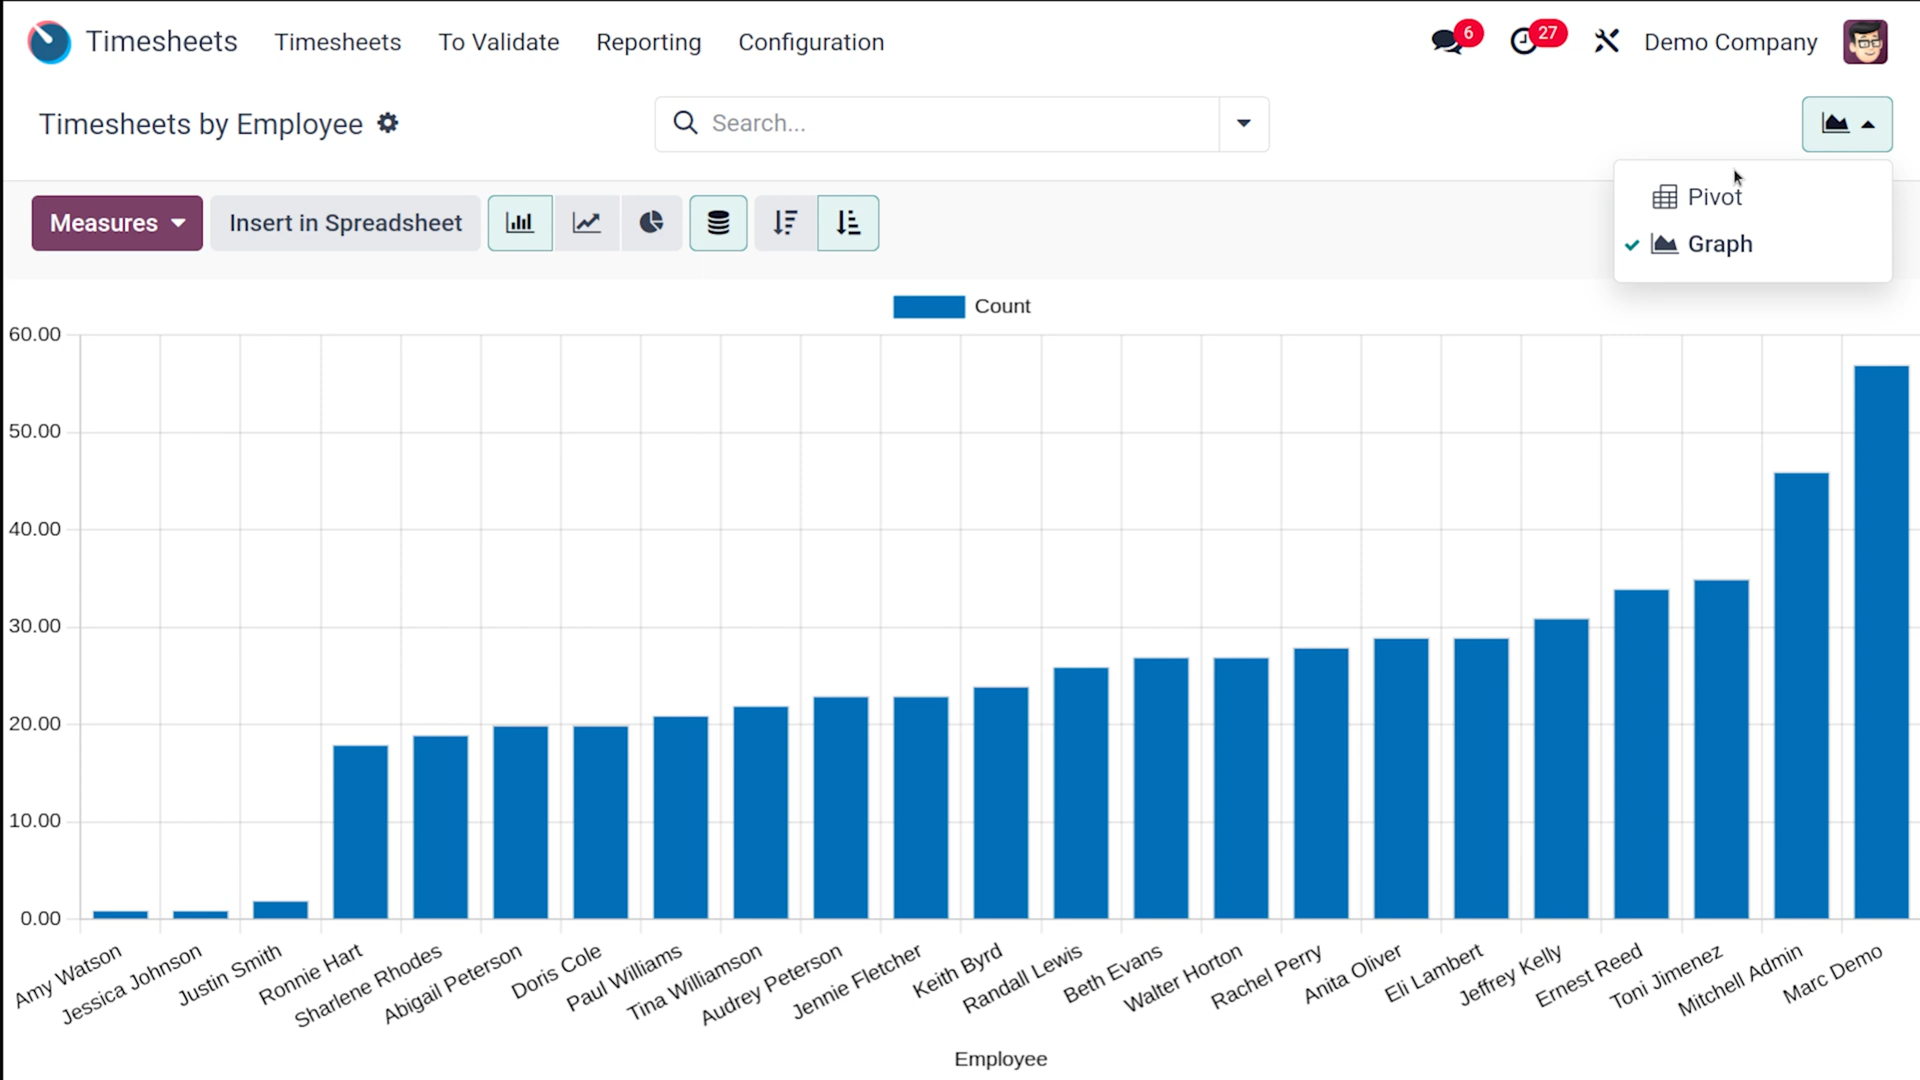 Timesheets Timesheets To Validate Reporting Configuration 6 27 Demo Company
Timesheets by Employee Search...
Pivot
Graph
Measures Insert in Spreadsheet
Count
60.00
50.00
40.00
30.00
20.00
10.00
0.00
Amy Watson
Jessica Johnson
Justin Smith
Ronnie Hart
Sharlene Rhodes
Abigail Peterson
Doris Cole
Paul Williams
Tina Williamson
Audrey Peterson
Jennie Fletcher
Keith Byrd
Randall Lewis
Beth Evans
Walter Horton
Rachel Perry
Anita Oliver
Eli Lambert
Jeffrey Kelly
Ernest Reed
Toni Jimenez
Mitchell Admin
Marc Demo
Employee